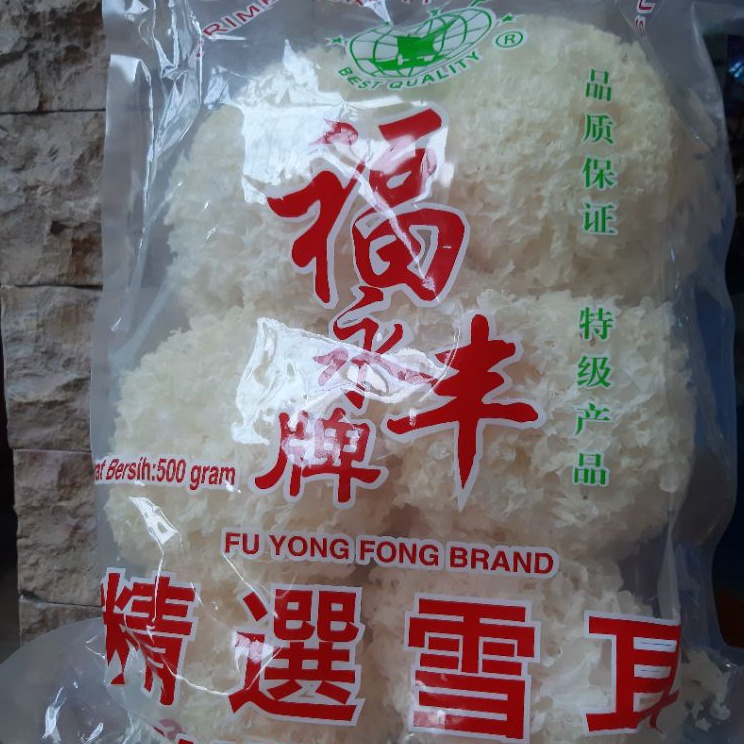 BEST QUALITY ®
福永丰牌
品质保证
特级产品
Bersih:500 gram
FU YONG FONG BRAND
精選雪耳